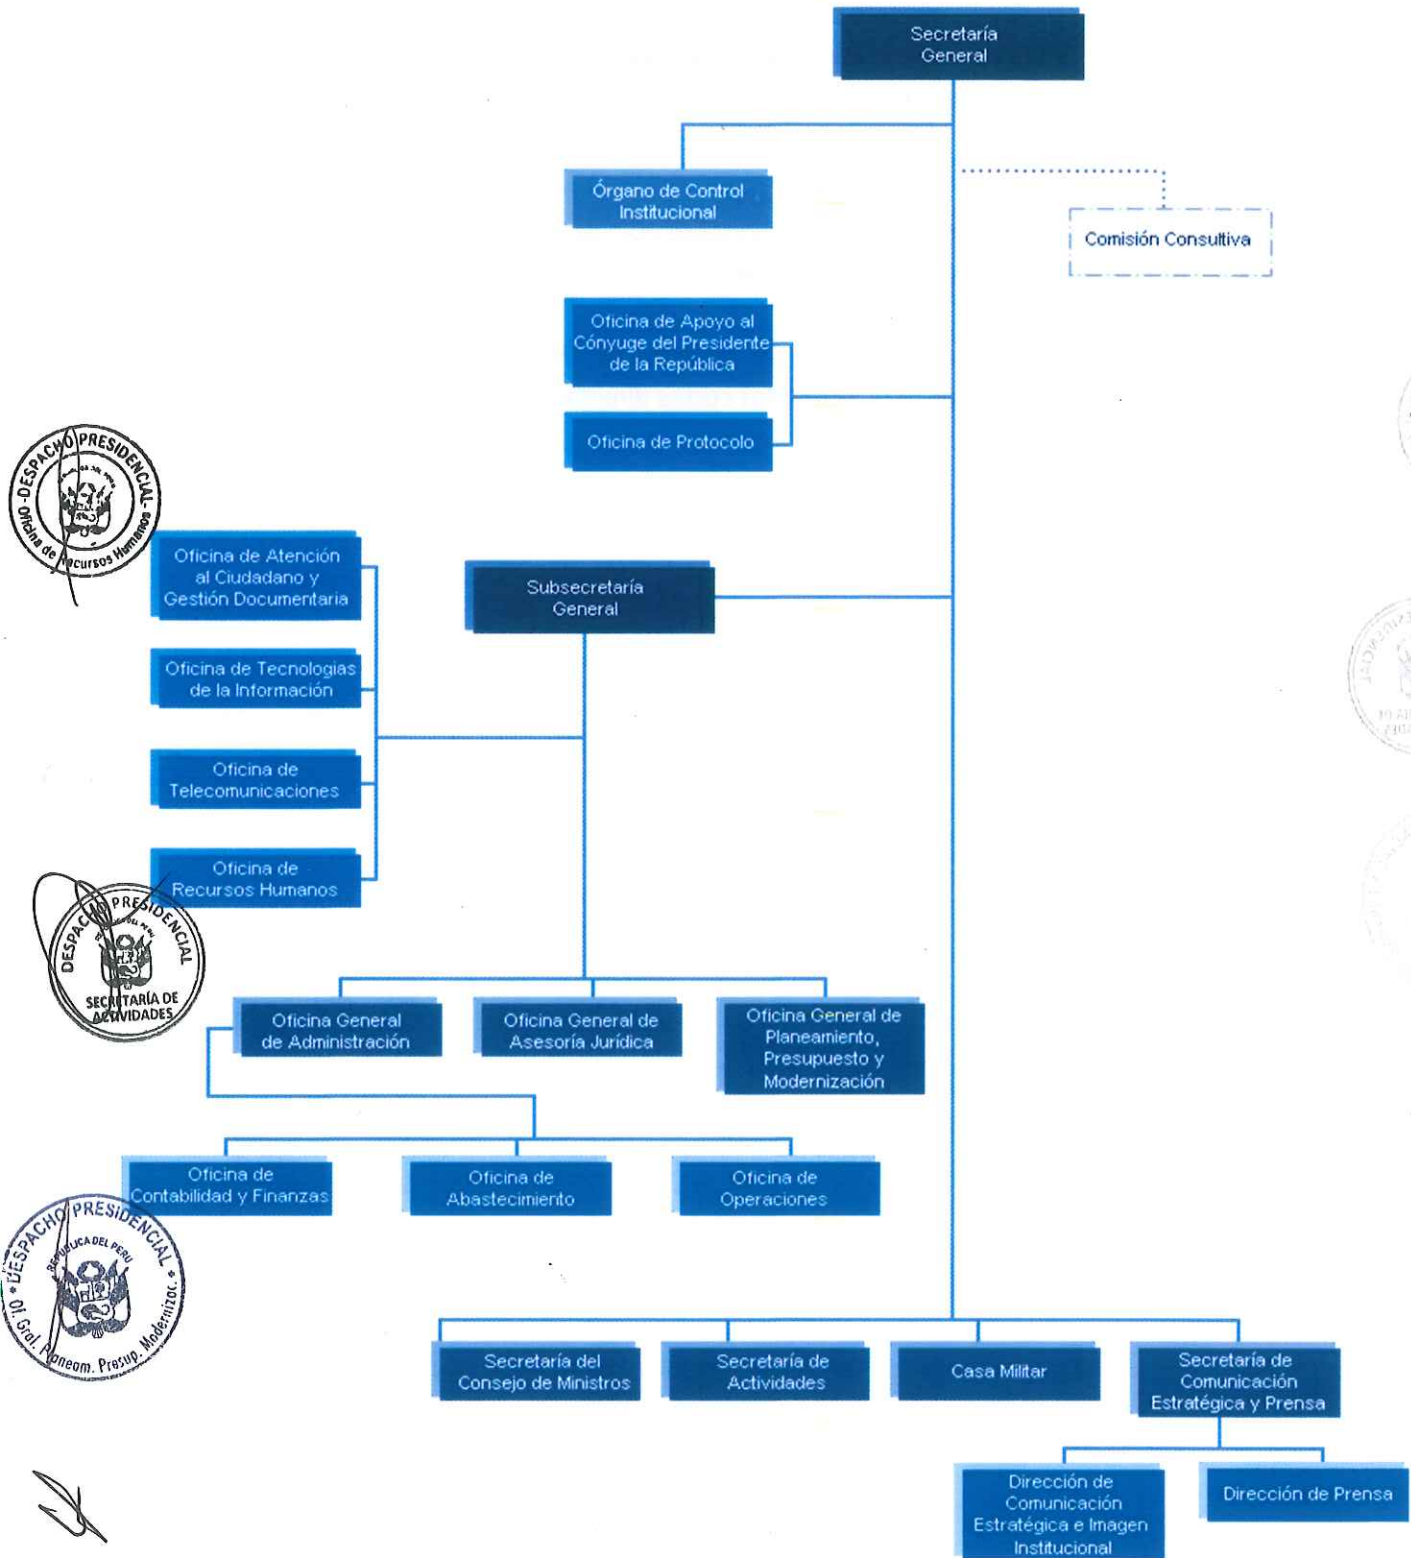 Secretaría
General
Órgano de Control
Institucional
Comisión Consultiva
Oficina de Apoyo al
Cónyuge del Presidente
de la República
Oficina de Protocolo
DESPACHO PRESIDENCIAL
Oficina de Recursos Humanos
Oficina de Atención
al Ciudadano y
Gestión Documentaria
Subsecretaría
General
Oficina de Tecnologias
de la Información
Oficina de
Telecomunicaciones
Oficina de
Recursos Humanos
DESPACHO PRESIDENCIAL
SECRETARÍA DE
ACTIVIDADES
Oficina General
de Administración
Oficina General de
Asesoría Jurídica
Oficina General de
Planeamiento,
Presupuesto y
Modernización
Oficina de
Contabilidad y Finanzas
Oficina de
Abastecimiento
Oficina de
Operaciones
DESPACHO PRESIDENCIAL
REPUBLICA DEL PERU
Of. Gral. Planeam. Presup. Modernizac.
Secretaría del
Consejo de Ministros
Secretaría de
Actividades
Casa Militar
Secretaría de
Comunicación
Estratégica y Prensa
Dirección de
Comunicación
Estratégica e Imagen
Institucional
Dirección de Prensa